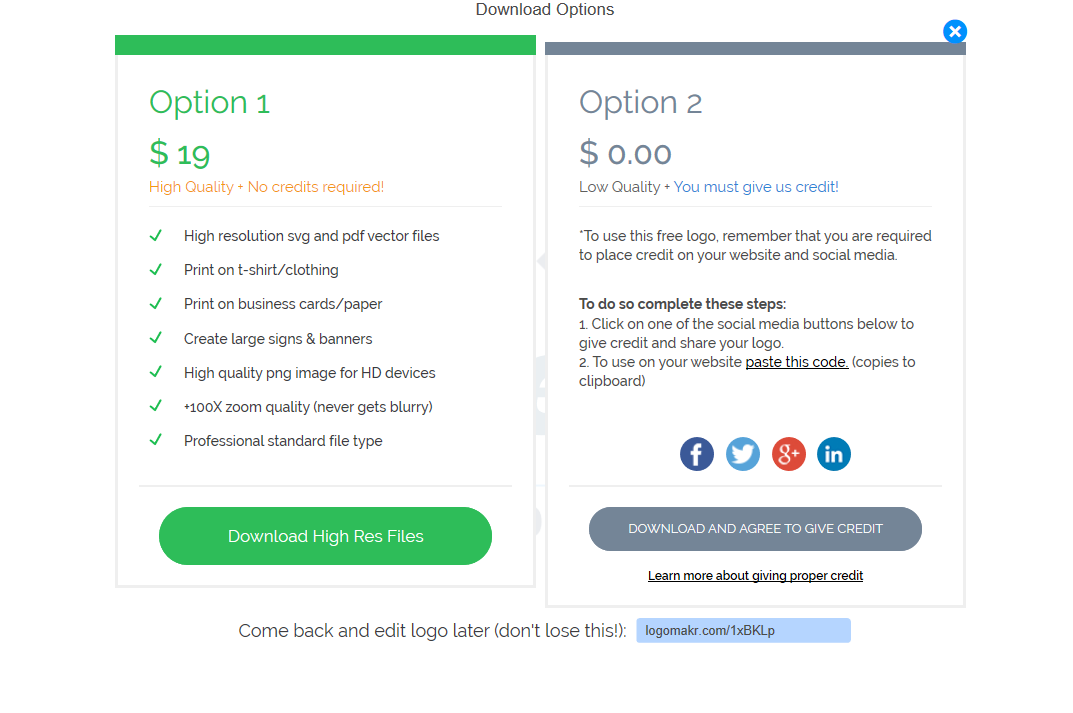 Download Options
Option 1
$ 19
High Quality + No credits required!
High resolution svg and pdf vector files
Print on t-shirt/clothing
Print on business cards/paper
Create large signs & banners
High quality png image for HD devices
+100X zoom quality (never gets blurry)
Professional standard file type
Download High Res Files
Option 2
$ 0.00
Low Quality + You must give us credit!
*To use this free logo, remember that you are required
to place credit on your website and social media.
To do so complete these steps:
1. Click on one of the social media buttons below to
give credit and share your logo.
2. To use on your website paste this code. (copies to
clipboard)
f
g+
in
DOWNLOAD AND AGREE TO GIVE CREDIT
Learn more about giving proper credit
Come back and edit logo later (don't lose this!): logomakr.com/1xBKLp